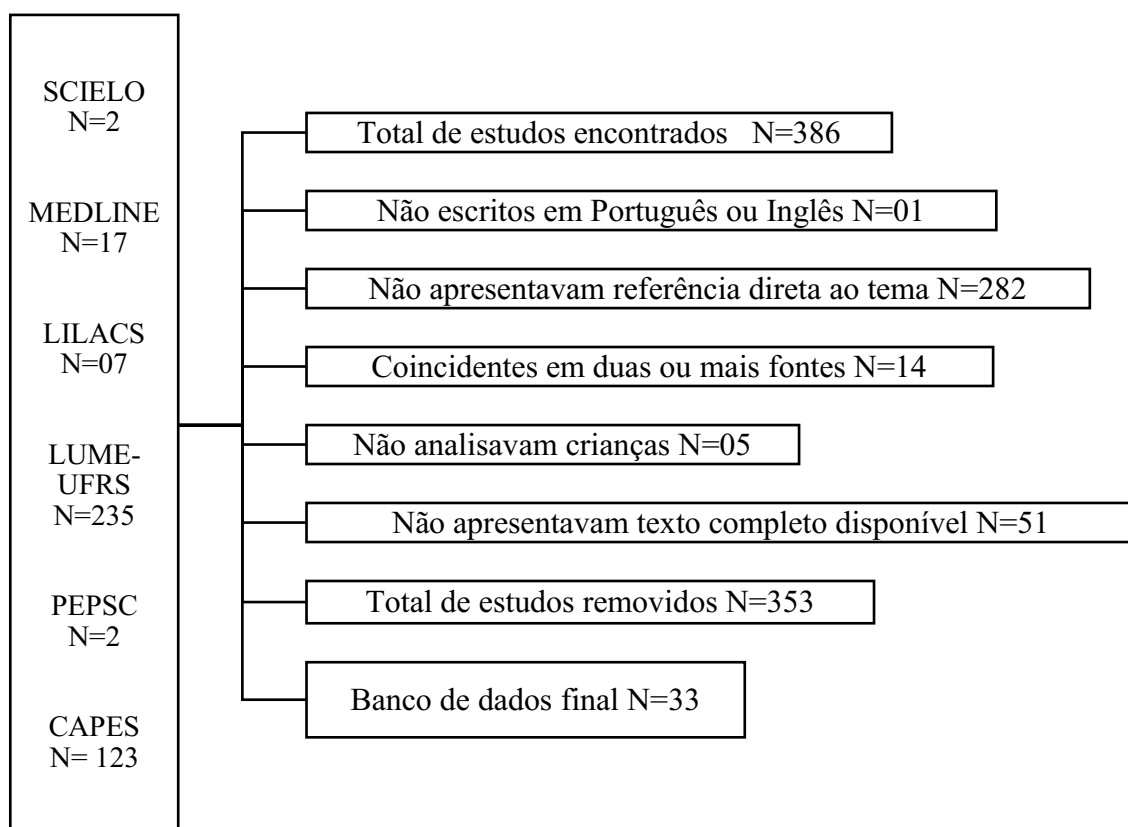 SCIELO
N=2
MEDLINE
N=17
LILACS
N=07
LUME-
UFRS
N=235
PEPSC
N=2
CAPES
N= 123
Total de estudos encontrados   N=386
Não escritos em Português ou Inglês N=01
Não apresentavam referência direta ao tema N=282
Coincidentes em duas ou mais fontes N=14
Não analisavam crianças N=05
Não apresentavam texto completo disponível N=51
Total de estudos removidos N=353
Banco de dados final N=33